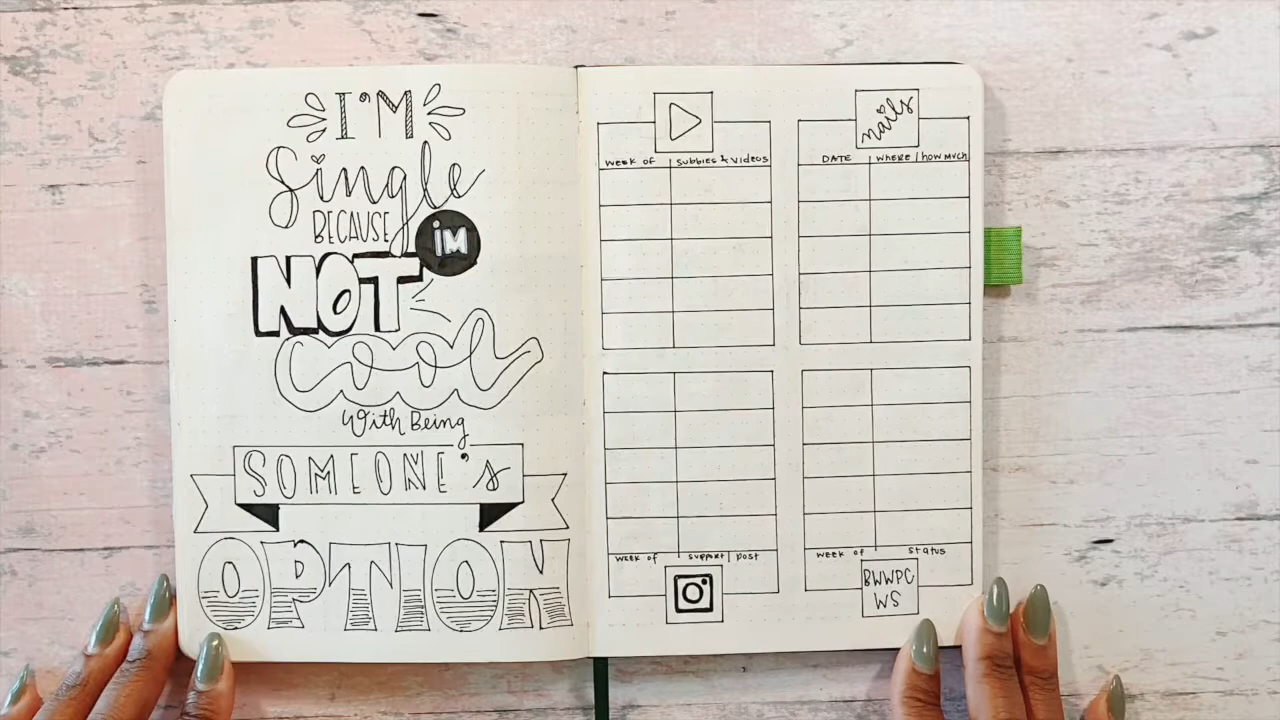 I'M
Single
BECAUSE
iM
NOT
cool
With Being
SOMEONE's
OPTION
week of subbies & videos
nails
DATE WHERE / how MUCH
week of support / post
week of status
BWWPC
WS